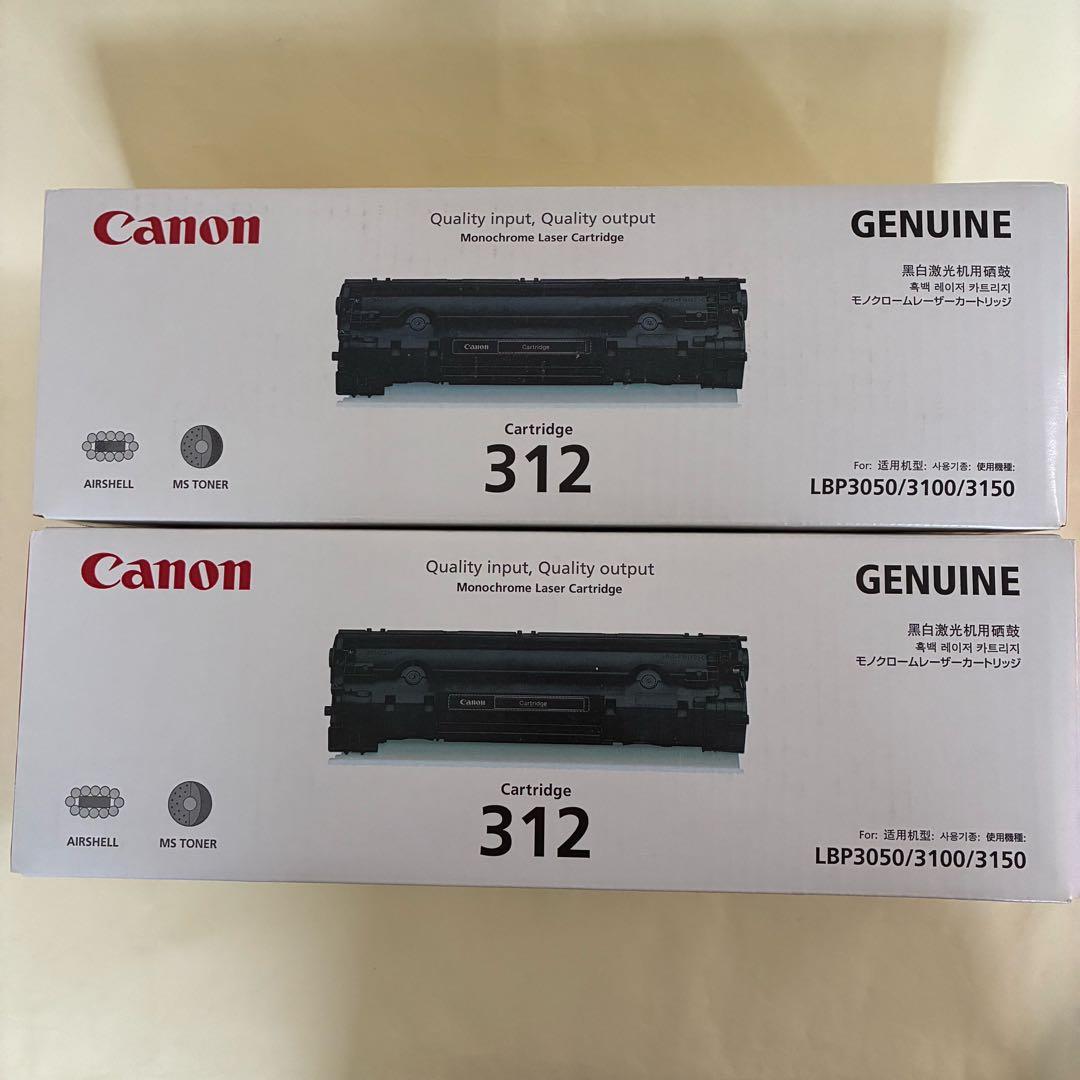 Canon
Quality input, Quality output
Monochrome Laser Cartridge
GENUINE
黑白激光机用硒鼓
흑백 레이저 카트리지
モノクロームレーザーカートリッジ
Canon Cartridge
Cartridge
312
AIRSHELL
MS TONER
For: 适用机型: 사용기종: 使用機種:
LBP3050/3100/3150
Canon
Quality input, Quality output
Monochrome Laser Cartridge
GENUINE
黑白激光机用硒鼓
흑백 레이저 카트리지
モノクロームレーザーカートリッジ
Canon Cartridge
Cartridge
312
AIRSHELL
MS TONER
For: 适用机型: 사용기종: 使用機種:
LBP3050/3100/3150